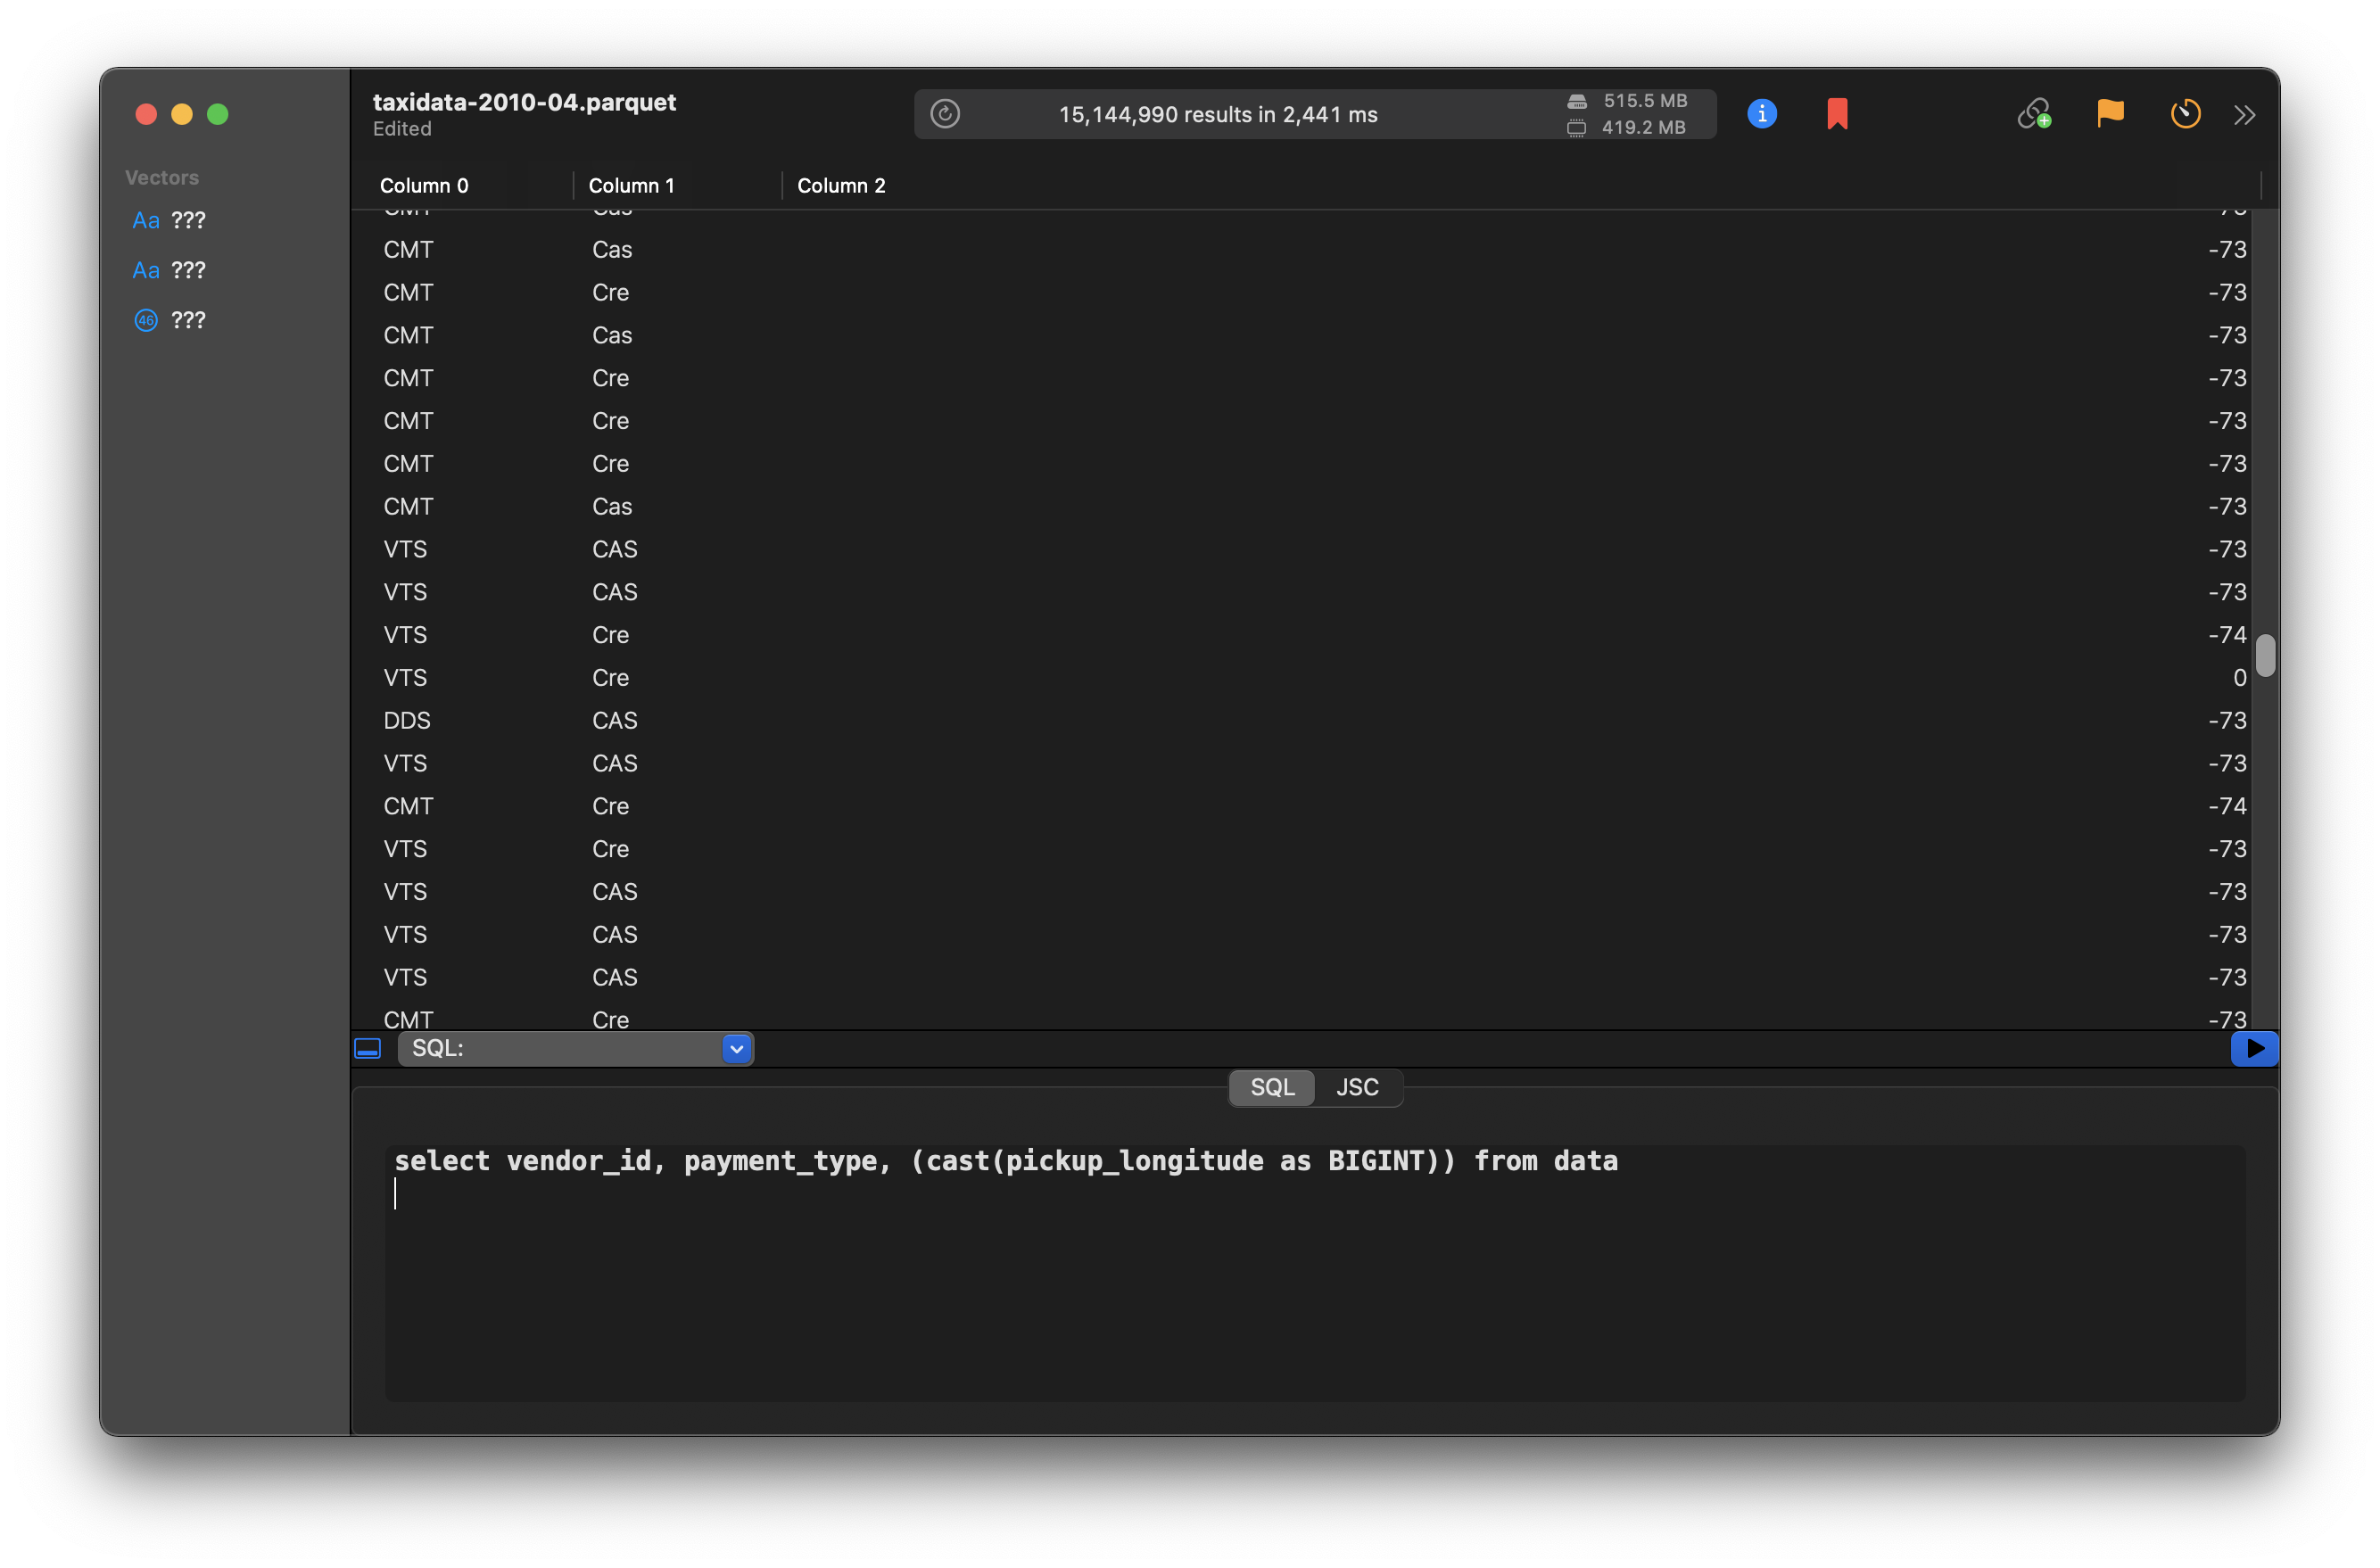 taxidata-2010-04.parquet
Edited
15,144,990 results in 2,441 ms
515.5 MB
419.2 MB
Vectors
Aa ???
Aa ???
46 ???
Column 0 Column 1 Column 2
CMT Cas -73
CMT Cas -73
CMT Cre -73
CMT Cas -73
CMT Cre -73
CMT Cre -73
CMT Cre -73
CMT Cas -73
VTS CAS -73
VTS CAS -73
VTS Cre -74
VTS Cre 0
DDS CAS -73
VTS CAS -73
CMT Cre -74
VTS Cre -73
VTS CAS -73
VTS CAS -73
VTS CAS -73
CMT Cre -73
SQL:
SQL JSC
select vendor_id, payment_type, (cast(pickup_longitude as BIGINT)) from data